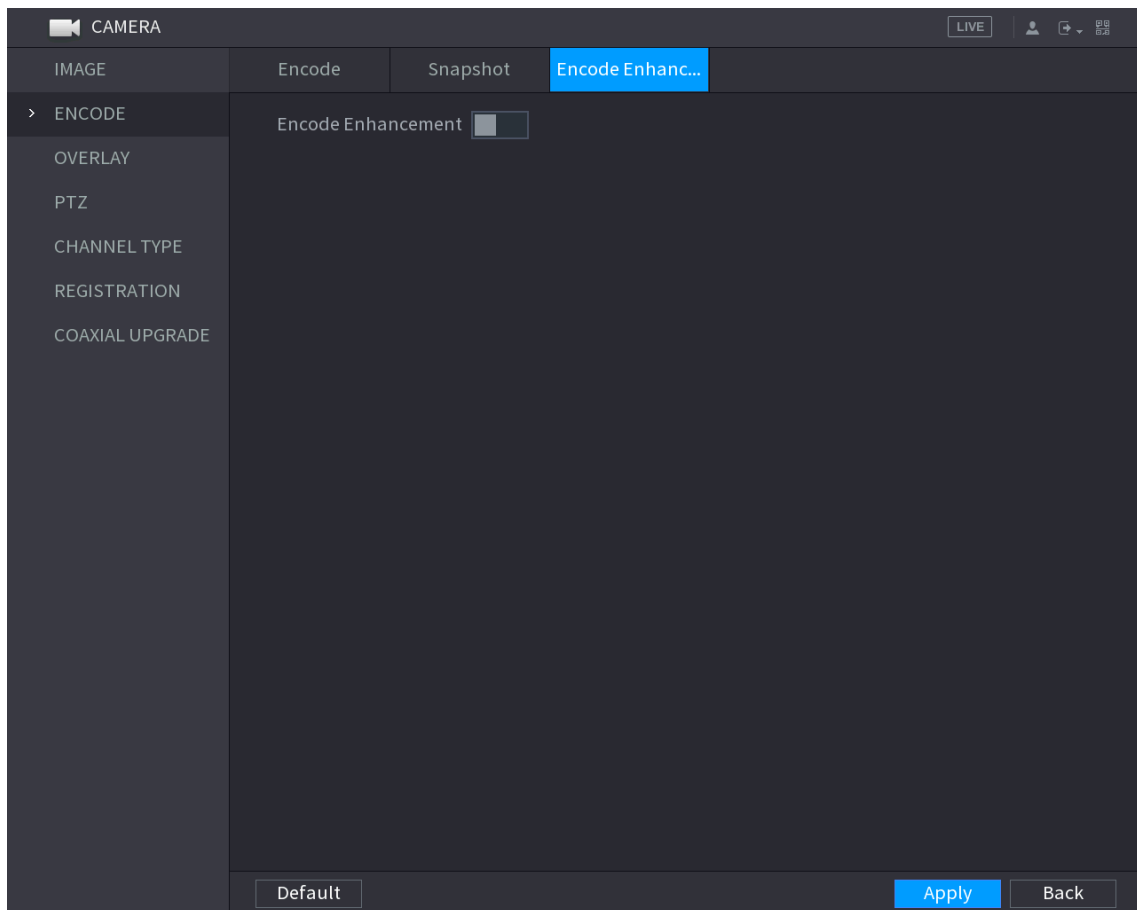 CAMERA
LIVE
IMAGE
ENCODE
OVERLAY
PTZ
CHANNEL TYPE
REGISTRATION
COAXIAL UPGRADE
Encode
Snapshot
Encode Enhanc...
Encode Enhancement
Default
Apply
Back